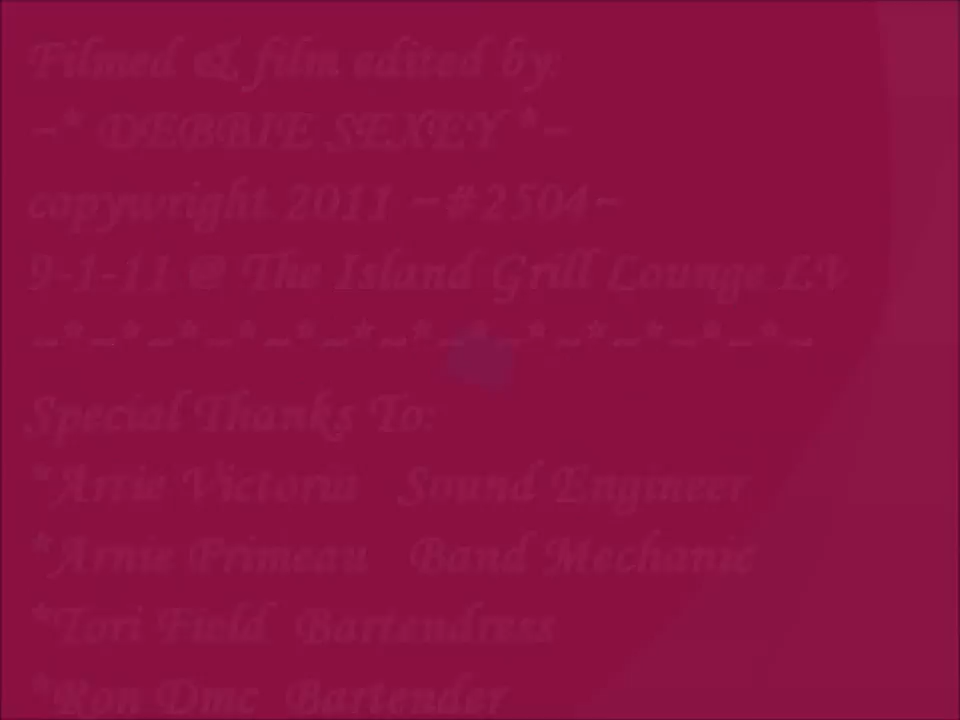 Filmed & film edited by:
~* DEBBIE SEXEY *~
copywright 2011 ~#2504~
9-1-11 @ The Island Grill Lounge LV
~*~*~*~*~*~*~*~*~*~*~*~*~*~
Special Thanks To:
*Artie Victoria Sound Engineer
*Arnie Primeau Band Mechanic
*Tori Field Bartendress
*Ron Dmc Bartender